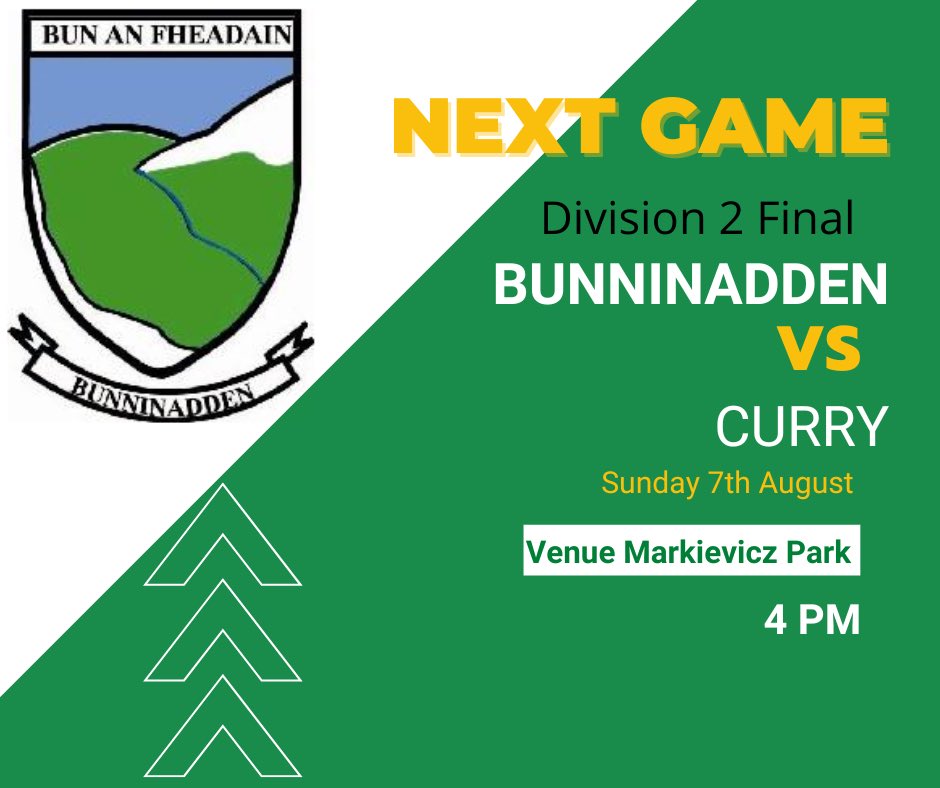 BUN AN FHEADAIN
BUNNINADDEN
NEXT GAME
Division 2 Final
BUNNINADDEN
VS
CURRY
Sunday 7th August
Venue Markievicz Park
4 PM